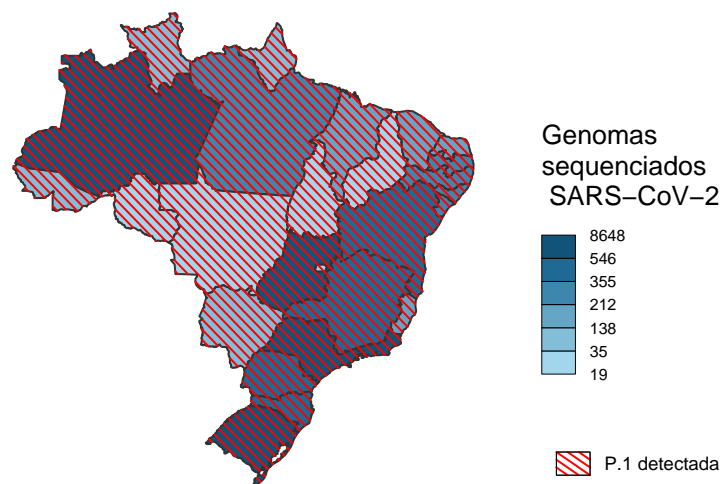 Genomas
sequenciados
SARS−CoV−2
8648
546
355
212
138
35
19
P.1 detectada